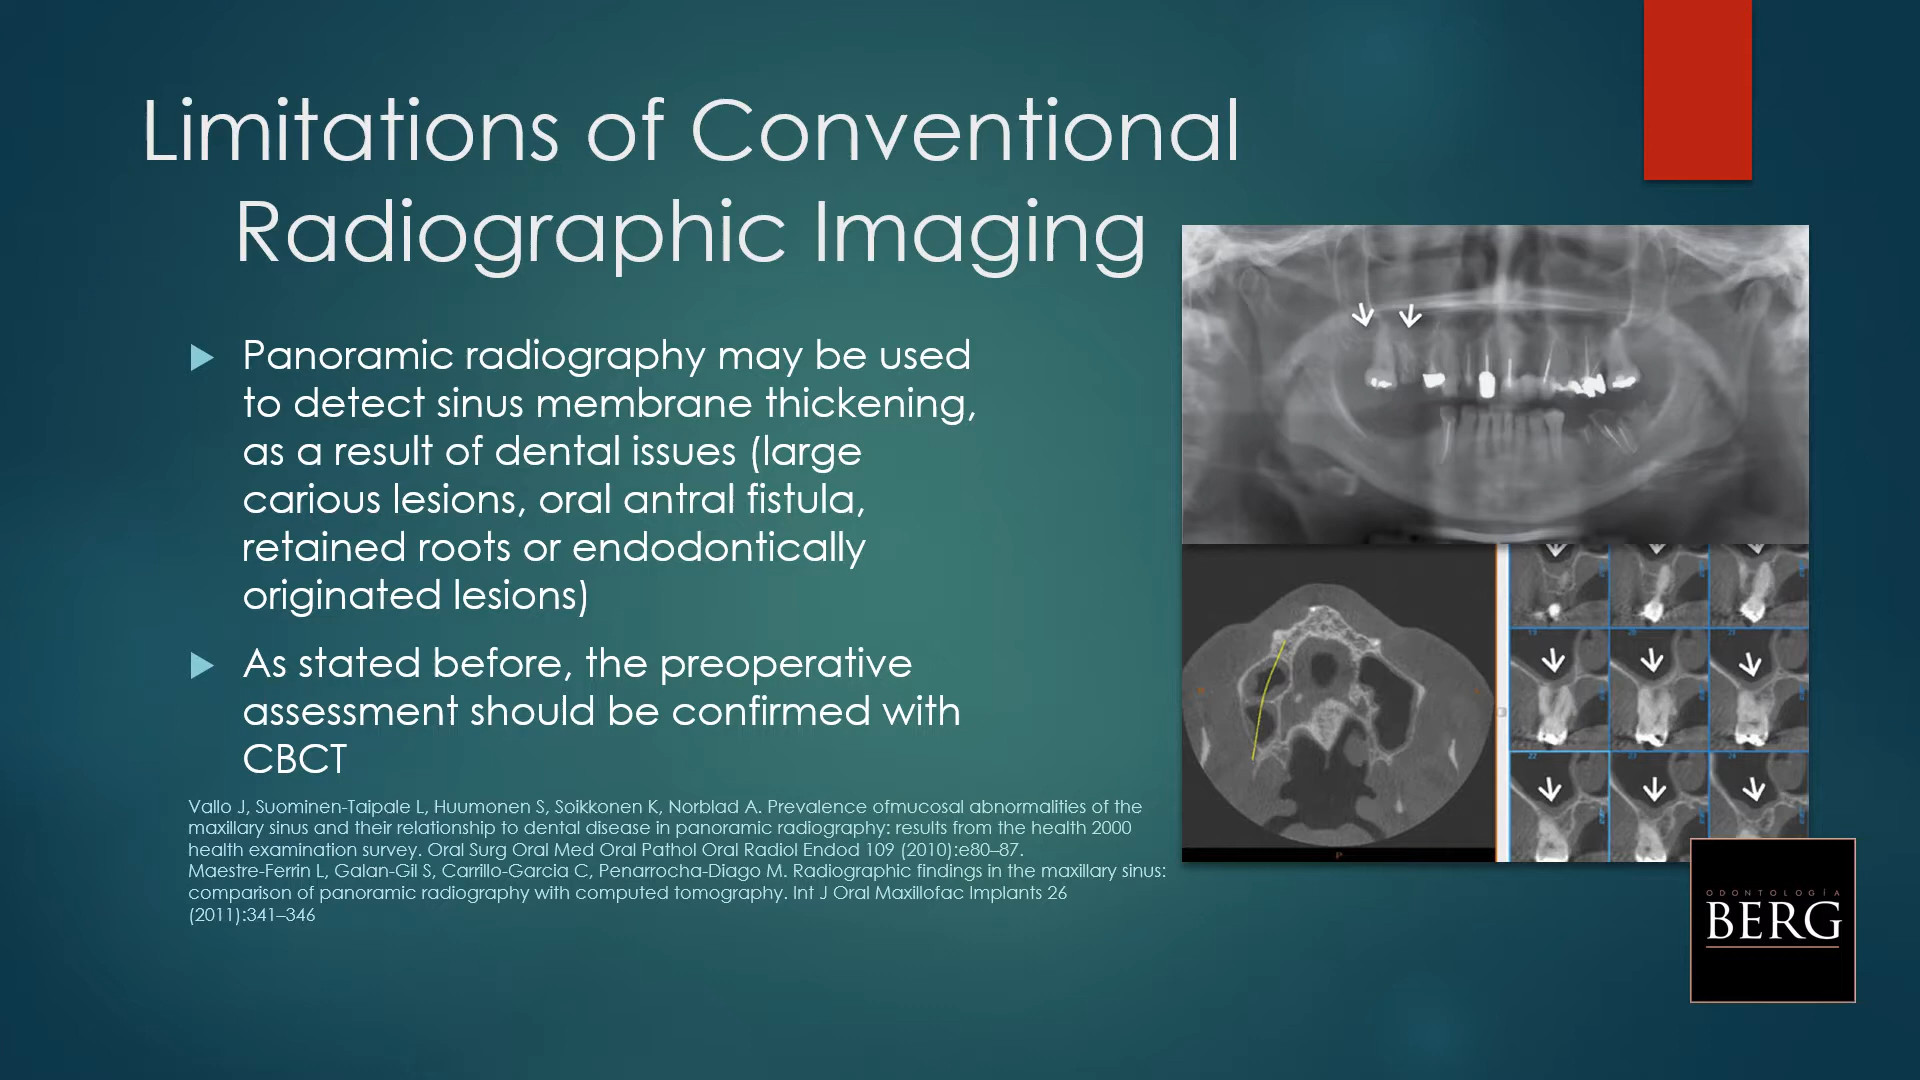 Limitations of Conventional
Radiographic Imaging
Panoramic radiography may be used
to detect sinus membrane thickening,
as a result of dental issues (large
carious lesions, oral antral fistula,
retained roots or endodontically
originated lesions)
As stated before, the preoperative
assessment should be confirmed with
CBCT
Vallo J, Suominen-Taipale L, Huumonen S, Soikkonen K, Norblad A. Prevalence ofmucosal abnormalities of the
maxillary sinus and their relationship to dental disease in panoramic radiography: results from the health 2000
health examination survey. Oral Surg Oral Med Oral Pathol Oral Radiol Endod 109 (2010):e80–87.
Maestre-Ferrin L, Galan-Gil S, Carrillo-Garcia C, Penarrocha-Diago M. Radiographic findings in the maxillary sinus:
comparison of panoramic radiography with computed tomography. Int J Oral Maxillofac Implants 26
(2011):341–346
19 20 21
22 23 24
P
ODONTOLOGÍA
BERG